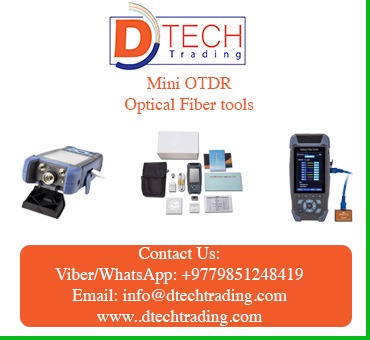 DTECH
Trading
Mini OTDR
Optical Fiber tools
Contact Us:
Viber/WhatsApp: +9779851248419
Email: info@dtechtrading.com
www..dtechtrading.com